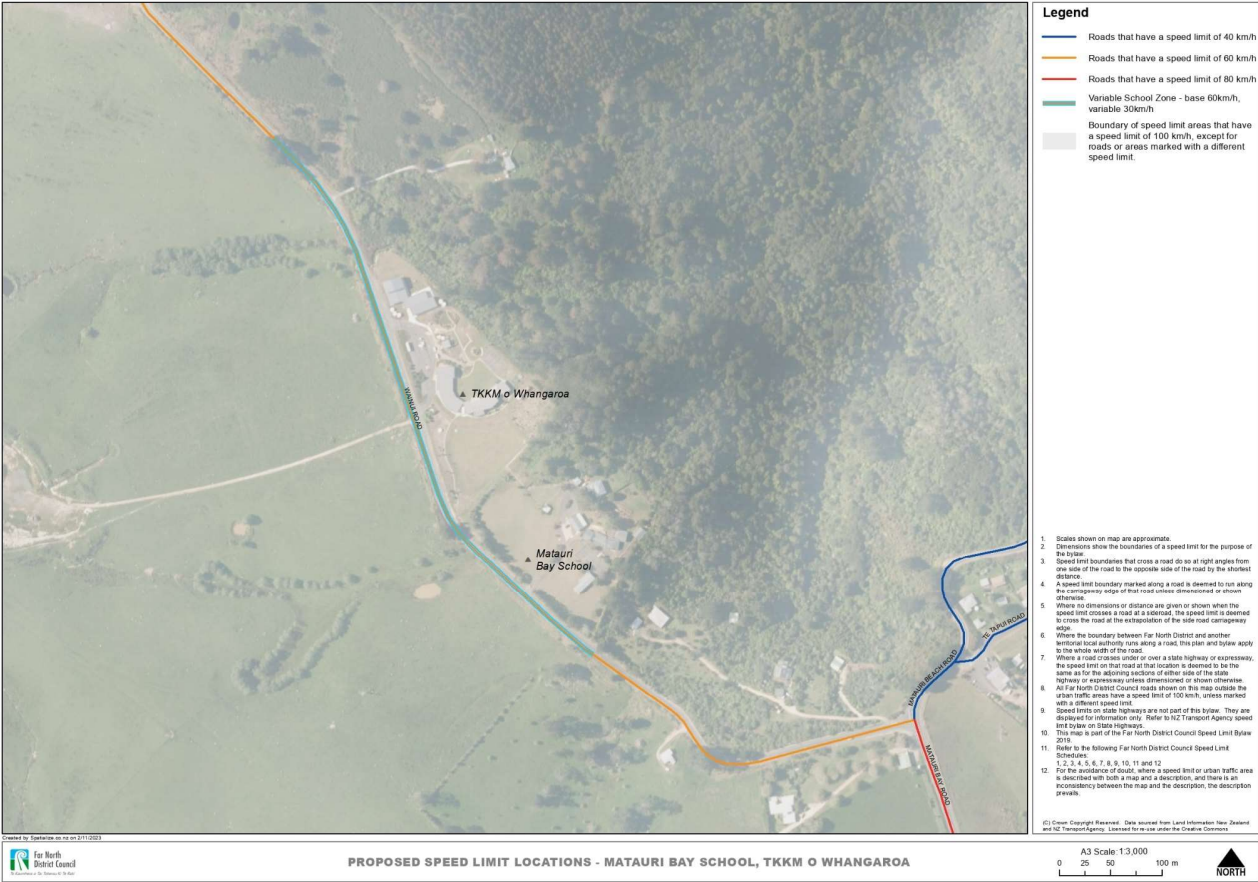 Legend
Roads that have a speed limit of 40 km/h
Roads that have a speed limit of 60 km/h
Roads that have a speed limit of 80 km/h
Variable School Zone - base 60km/h,
variable 30km/h
Boundary of speed limit areas that have
a speed limit of 100 km/h, except for
roads or areas marked with a different
speed limit.
WAINUI ROAD
TKKM o Whangaroa
Matauri
Bay School
TE TAPUI ROAD
MATAURI BEACH ROAD
MATAURI BAY ROAD
1. Scales shown on map are approximate.
2. Dimensions show the boundaries of a speed limit for the purpose of
the bylaw.
3. Speed limit boundaries that cross a road do so at right angles from
one side of the road to the opposite side of the road by the shortest
distance.
4. A speed limit boundary marked along a road is deemed to run along
the carriageway edge of that road unless dimensioned or shown
otherwise.
5. Where no dimensions or distance are given or shown when the
speed limit crosses a road at a sideroad, the speed limit is deemed
to cross the road at the extrapolation of the side road carriageway
edge.
6. Where the boundary between Far North District and another
territorial local authority runs along a road, this plan and bylaw apply
to the whole width of the road.
7. Where a road crosses under or over a state highway or expressway,
the speed limit on that road at that location is deemed to be the
same as for the adjoining sections of either side of the state
highway or expressway unless dimensioned or shown otherwise.
8. All Far North District Council roads shown on this map outside the
urban traffic areas have a speed limit of 100 km/h, unless marked
with a different speed limit.
9. Speed limits on state highways are not part of this bylaw. They are
displayed for information only. Refer to NZ Transport Agency speed
limit bylaw on State Highways.
10. This map is part of the Far North District Council Speed Limit Bylaw
2019.
11. Refer to the following Far North District Council Speed Limit
Schedules:
1, 2, 3, 4, 5, 6, 7, 8, 9, 10, 11 and 12
12. For the avoidance of doubt, where a speed limit or urban traffic area
is described with both a map and a description, and there is an
inconsistency between the map and the description, the description
prevails.
(C) Crown Copyright Reserved. Data sourced from Land Information New Zealand
and NZ Transport Agency. Licensed for re-use under the Creative Commons
Created by Spatialize.co.nz on 2/11/2023
Far North
District Council
PROPOSED SPEED LIMIT LOCATIONS - MATAURI BAY SCHOOL, TKKM O WHANGAROA
A3 Scale: 1:3,000
0 25 50 100 m
NORTH